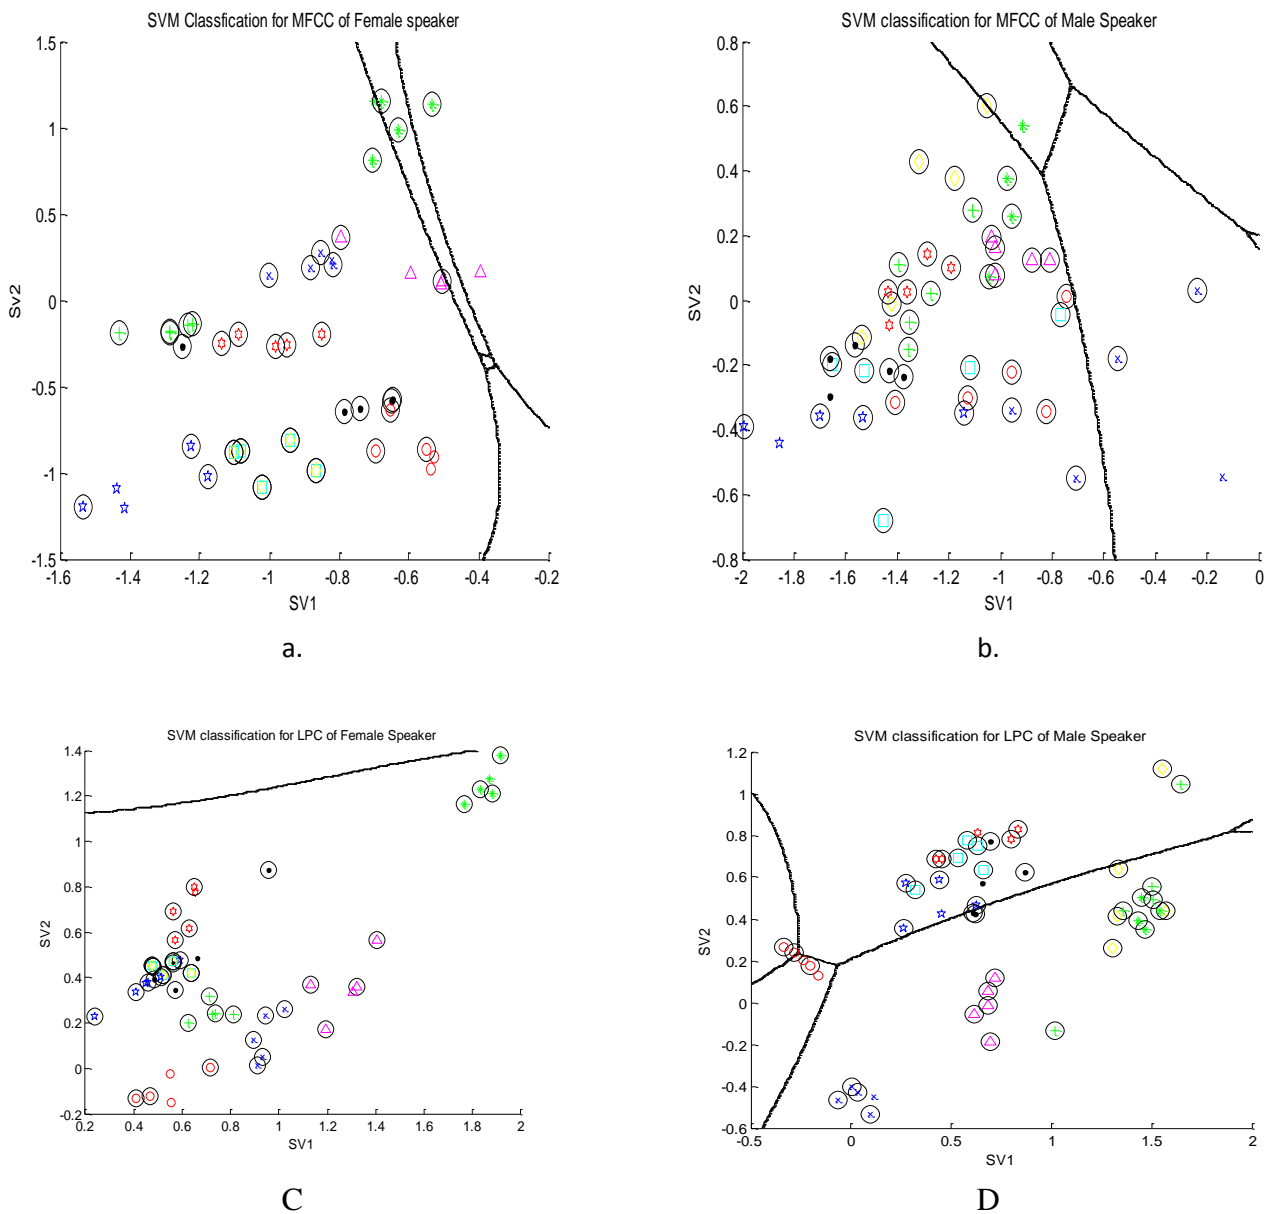 SVM Classfication for MFCC of Female speaker
1.5
1
0.5
0
-0.5
-1
-1.5
Sv2
-1.6 -1.4 -1.2 -1 -0.8 -0.6 -0.4 -0.2
SV1
a.
SVM classification for MFCC of Male Speaker
0.8
0.6
0.4
0.2
0
-0.2
-0.4
-0.6
-0.8
SV2
-2 -1.8 -1.6 -1.4 -1.2 -1 -0.8 -0.6 -0.4 -0.2 0
SV1
b.
SVM classification for LPC of Female Speaker
1.4
1.2
1
0.8
0.6
0.4
0.2
0
-0.2
SV2
0.2 0.4 0.6 0.8 1 1.2 1.4 1.6 1.8 2
SV1
C
SVM classification for LPC of Male Speaker
1.2
1
0.8
0.6
0.4
0.2
0
-0.2
-0.4
-0.6
SV2
-0.5 0 0.5 1 1.5 2
SV1
D